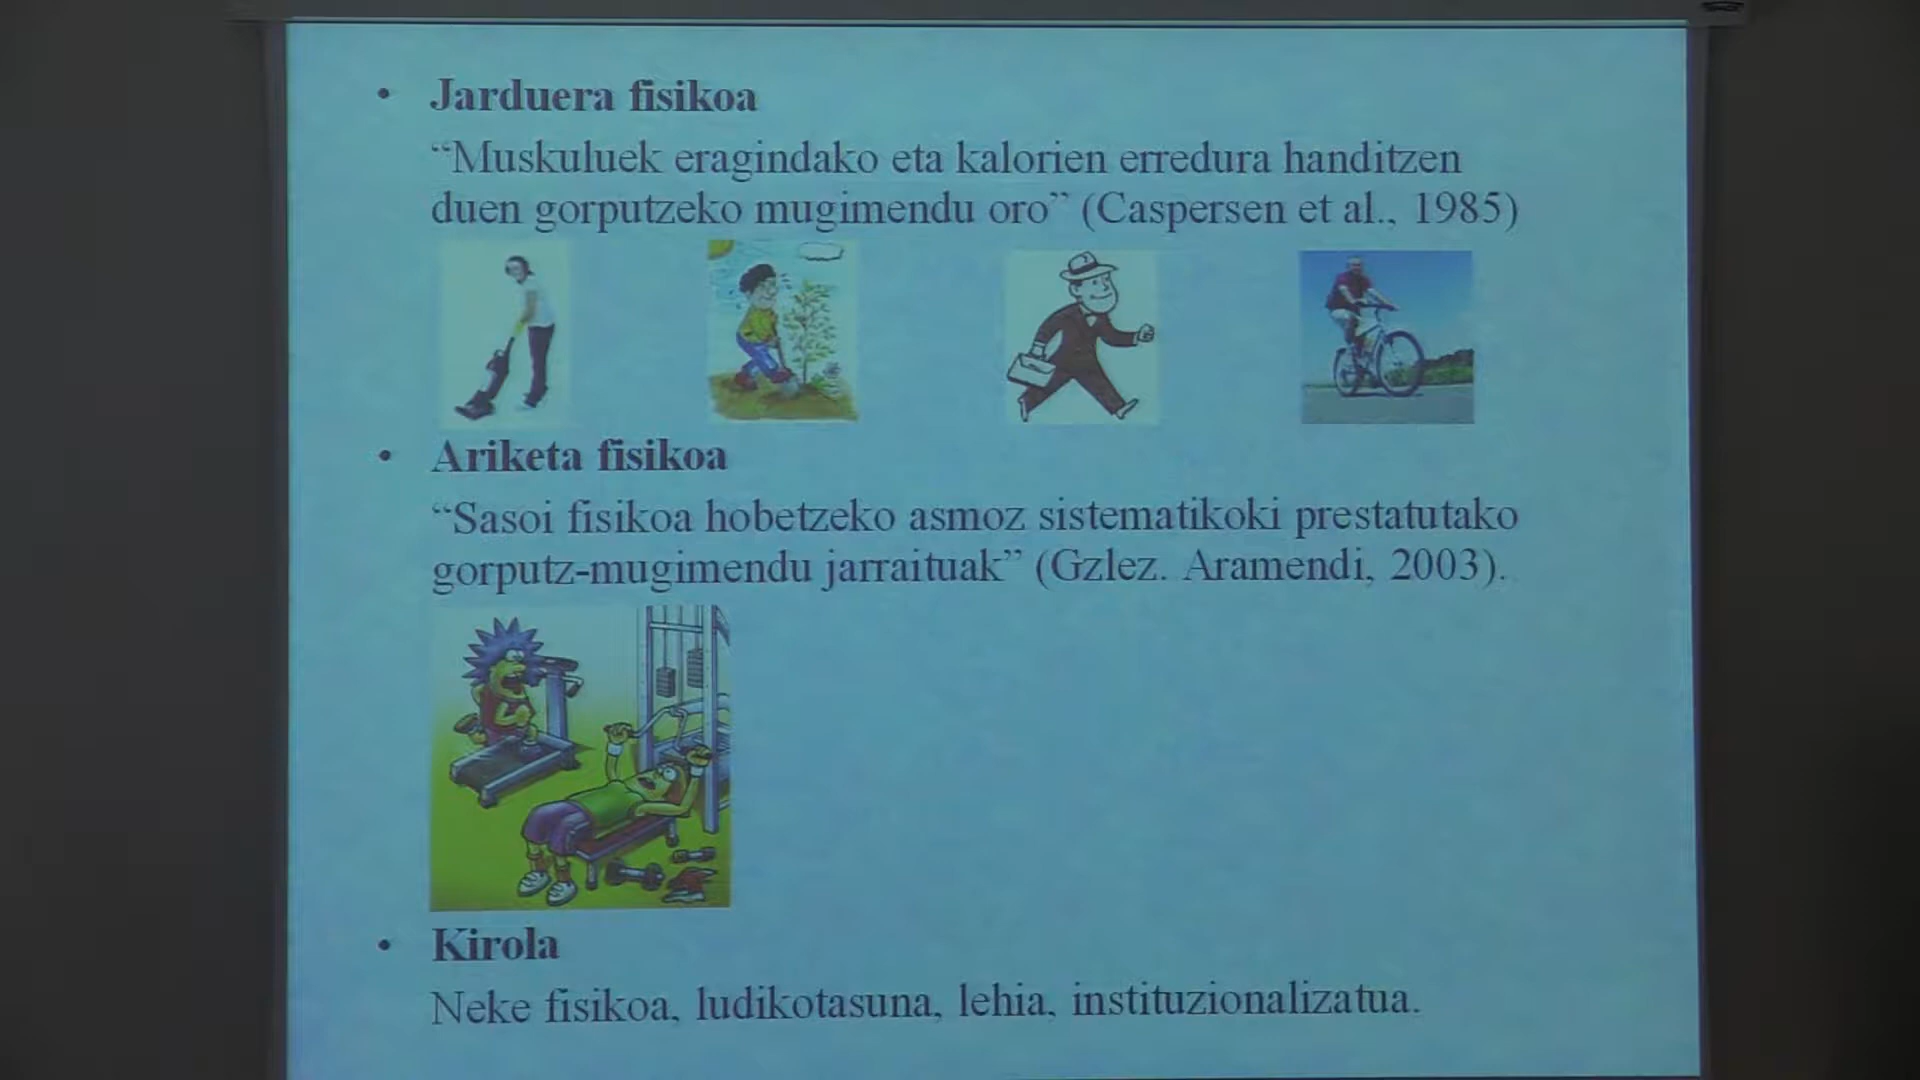 • Jarduera fisikoa
“Muskuluek eragindako eta kalorien erredura handitzen
duen gorputzeko mugimendu oro” (Caspersen et al., 1985)
• Ariketa fisikoa
“Sasoi fisikoa hobetzeko asmoz sistematikoki prestatutako
gorputz-mugimendu jarraituak” (Gzlez. Aramendi, 2003).
• Kirola
Neke fisikoa, ludikotasuna, lehia, instituzionalizatua.